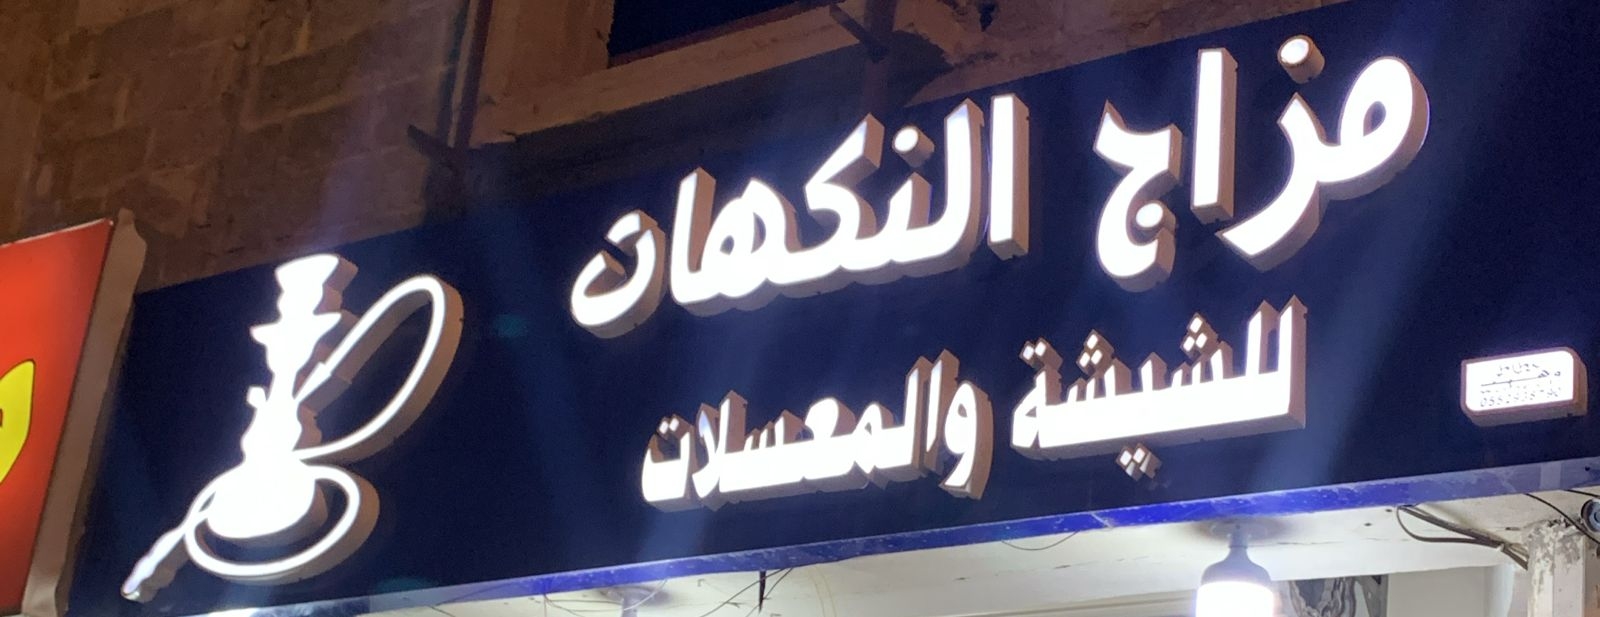 مزاج النكهات
للشيشة والمعسلات